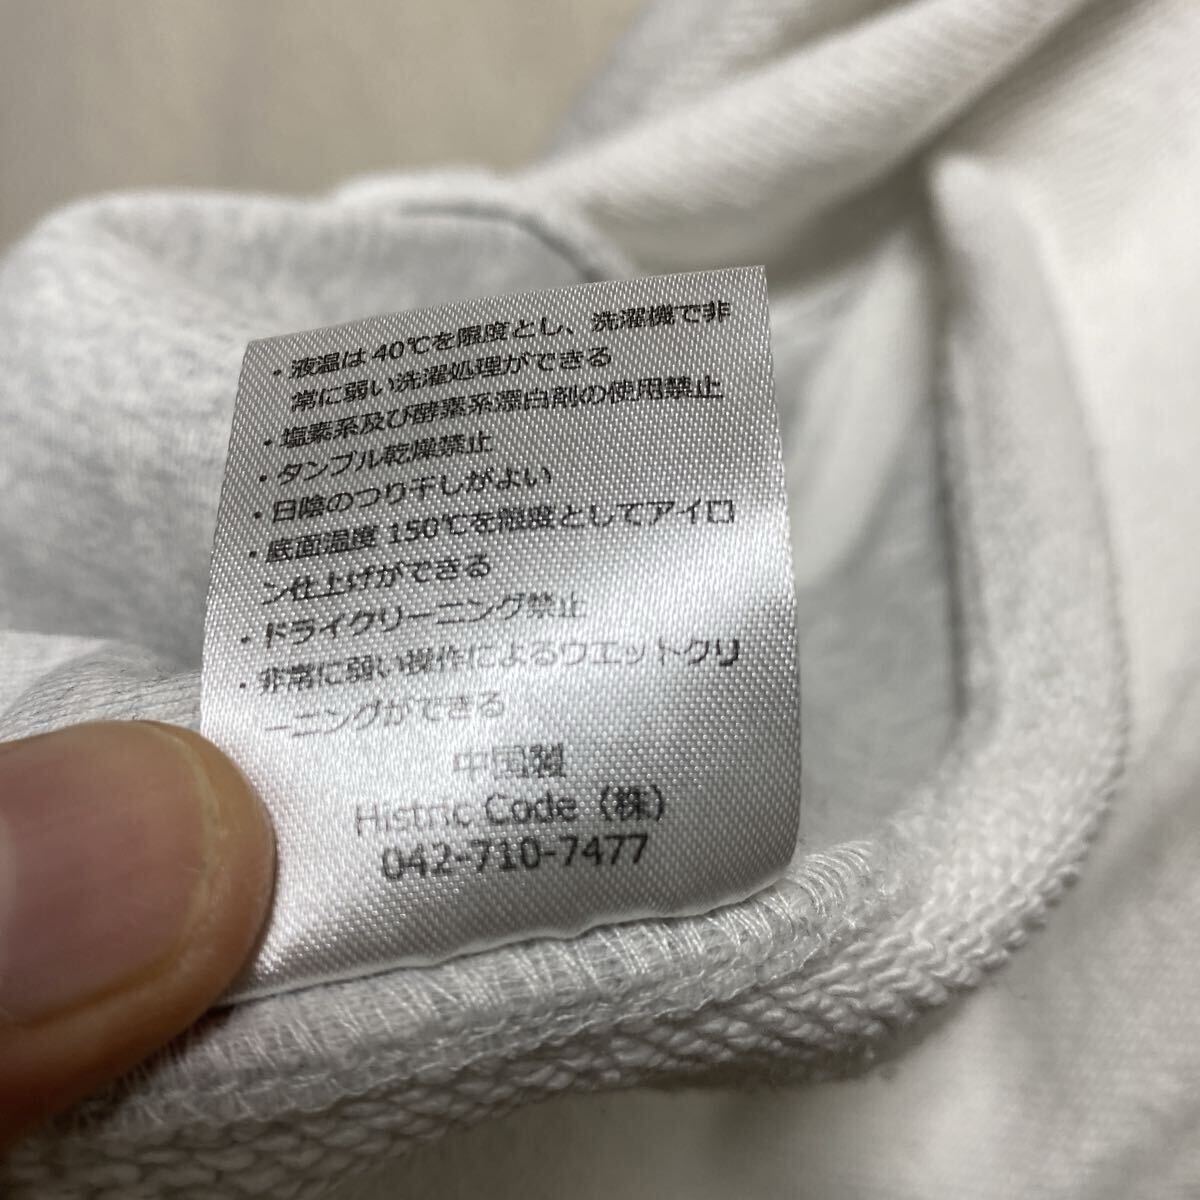 ・液温は 40℃を限度とし、洗濯機で非
常に弱い洗濯処理ができる
・塩素系及び酵素系漂白剤の使用禁止
・タンブル乾燥禁止
・日陰のつり干しがよい
・底面温度 150℃を限度としてアイロ
ン仕上げができる
・ドライクリーニング禁止
・非常に弱い操作によるウエットクリ
ーニングができる
中国製
Histric Code（株）
042-710-7477